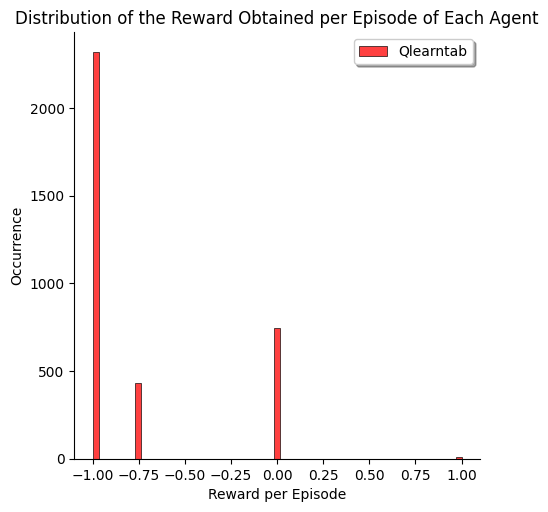 Distribution of the Reward Obtained per Episode of Each Agent
Qlearntab
2000
1500
1000
500
0
Occurrence
−1.00 −0.75 −0.50 −0.25 0.00 0.25 0.50 0.75 1.00
Reward per Episode